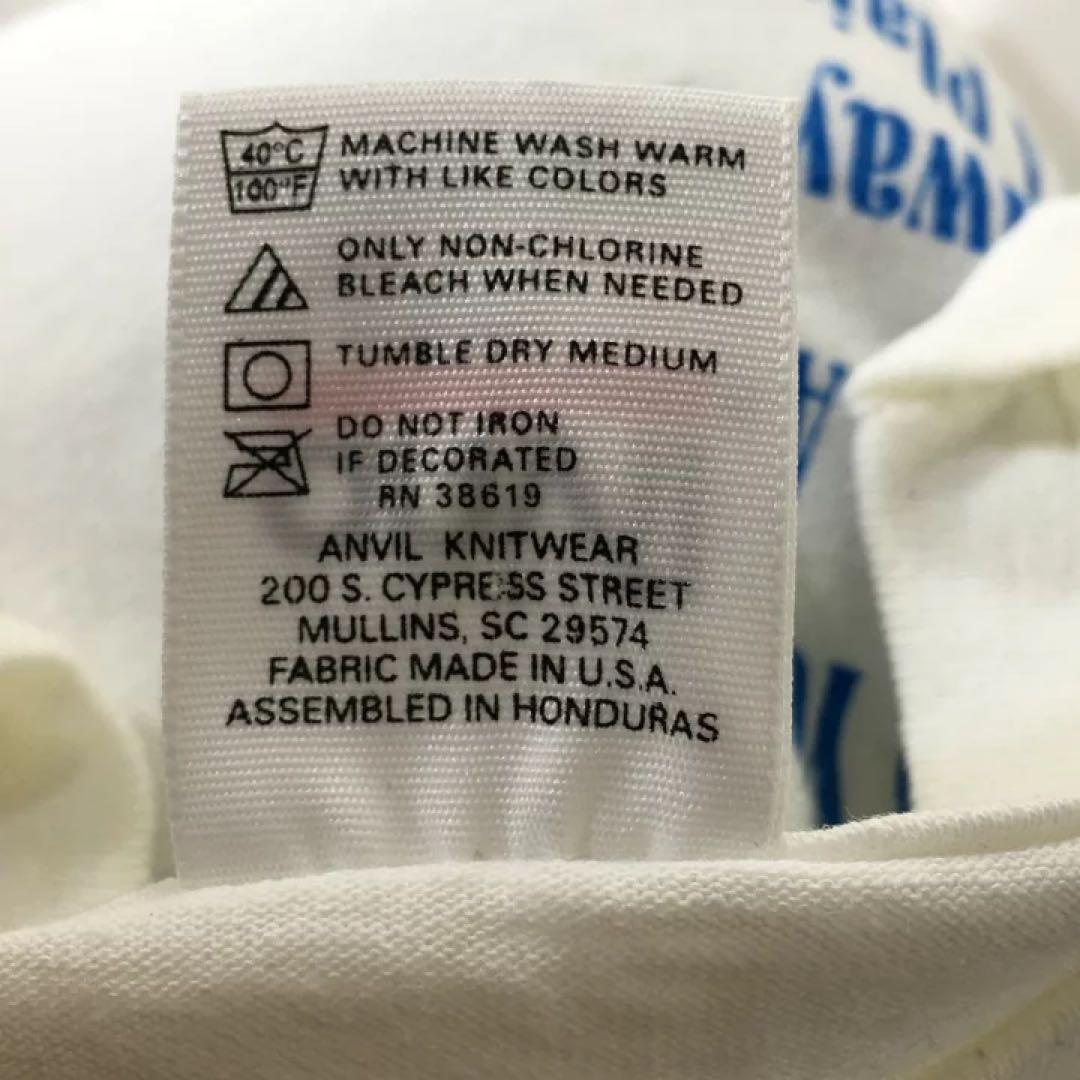 40°C
100°F
MACHINE WASH WARM
WITH LIKE COLORS
ONLY NON-CHLORINE
BLEACH WHEN NEEDED
TUMBLE DRY MEDIUM
DO NOT IRON
IF DECORATED
RN 38619
ANVIL KNITWEAR
200 S. CYPRESS STREET
MULLINS, SC 29574
FABRIC MADE IN U.S.A.
ASSEMBLED IN HONDURAS